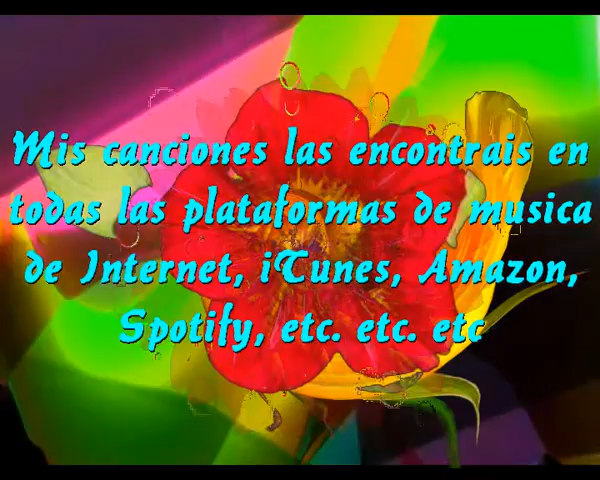 Mis canciones las encontrais en
todas las plataformas de musica
de Internet, iTunes, Amazon,
Spotify, etc. etc. etc